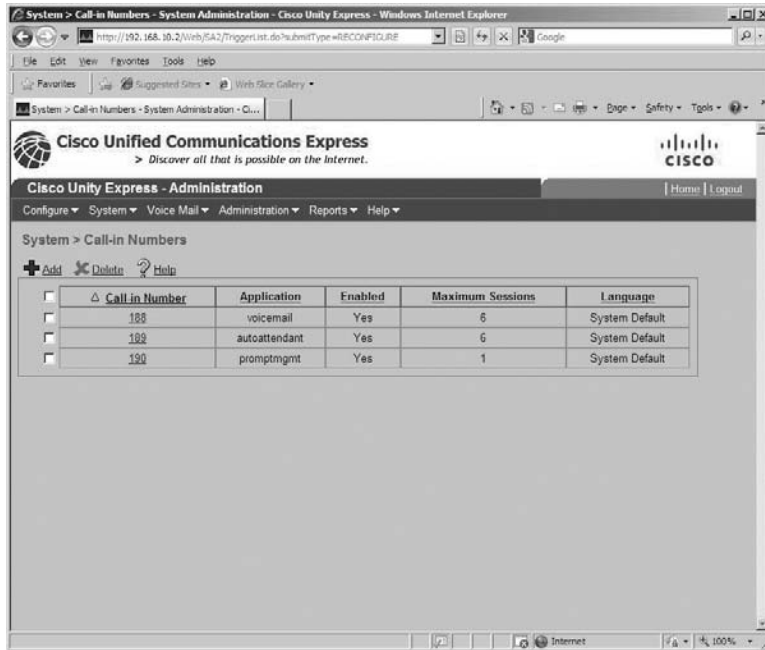 System > Call-in Numbers - System Administration - Cisco Unity Express - Windows Internet Explorer
http://192.168.10.2/Web/SA2/TriggerList.do?submitType=RECONFIGURE
Google
File Edit View Favorites Tools Help
Favorites Suggested Sites Web Slice Gallery
System > Call-in Numbers - System Administration - Ci...
Page Safety Tools
Cisco Unified Communications Express
> Discover all that is possible on the Internet.
CISCO
Cisco Unity Express - Administration
Home | Logout
Configure System Voice Mail Administration Reports Help
System > Call-in Numbers
Add Delete Help
Call in Number Application Enabled Maximum Sessions Language
188 voicemail Yes 6 System Default
189 autoattendant Yes 6 System Default
190 promptmgmt Yes 1 System Default
Internet 100%